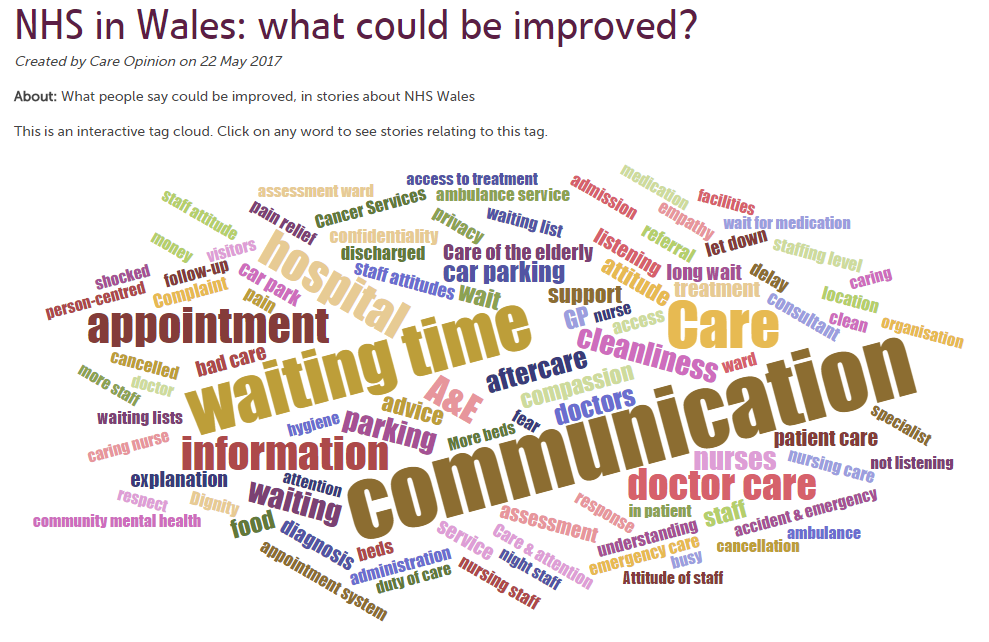 NHS in Wales: what could be improved?
Created by Care Opinion on 22 May 2017
About: What people say could be improved, in stories about NHS Wales
This is an interactive tag cloud. Click on any word to see stories relating to this tag.
medication
access to treatment
admission
assessment ward
facilities
staff attitude
Cancer Services
ambulance service
empathy
pain relief
privacy
waiting list
wait for medication
confidentiality
referral
let down
money
visitors
hospital
discharged
Care of the elderly
listening
staffing level
shocked
follow-up
car park
staff attitudes
car parking
attitude
long wait
delay
caring
person-centred
complaint
pain
wait
support
treatment
consultant
location
appointment
waiting time
GP
nurse
access
Care
clean
organisation
cancelled
bad care
cleanliness
ward
more staff
doctor
aftercare
compassion
communication
A&E
advice
doctors
waiting lists
hygiene
parking
More beds
fear
specialist
caring nurse
information
patient care
nurses
nursing care
not listening
explanation
attention
doctor care
respect
Dignity
waiting
response
in patient
staff
accident & emergency
community mental health
food
diagnosis
assessment
understanding
ambulance
beds
service
Care & attention
emergency care
busy
cancellation
appointment system
administration
duty of care
night staff
nursing staff
Attitude of staff